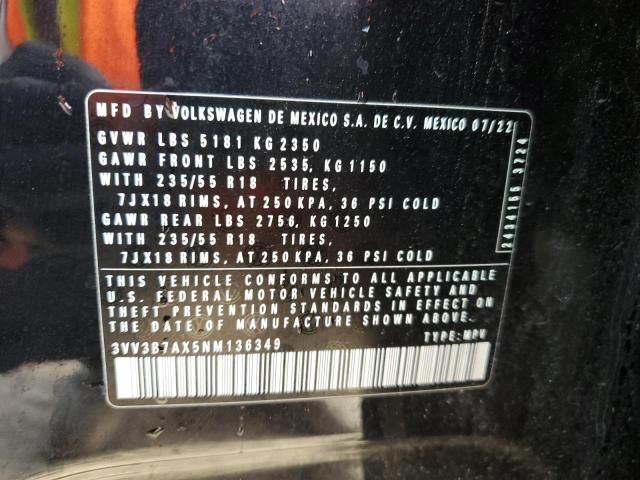 MFD BY VOLKSWAGEN DE MEXICO S.A. DE C.V. MEXICO 07/22
GVWR LBS 5181 KG 2350
GAWR FRONT LBS 2535, KG 1150
WITH 235/55 R18 TIRES,
7JX18 RIMS, AT 250 KPA, 36 PSI COLD
GAWR REAR LBS 2756, KG 1250
WITH 235/55 R18 TIRES,
7JX18 RIMS, AT 250 KPA, 36 PSI COLD
THIS VEHICLE CONFORMS TO ALL APPLICABLE
U.S. FEDERAL MOTOR VEHICLE SAFETY AND
THEFT PREVENTION STANDARDS IN EFFECT ON
THE DATE OF MANUFACTURE SHOWN ABOVE.
3VV3B7AX5NM136349 TYPE:MPV
2434155 3724